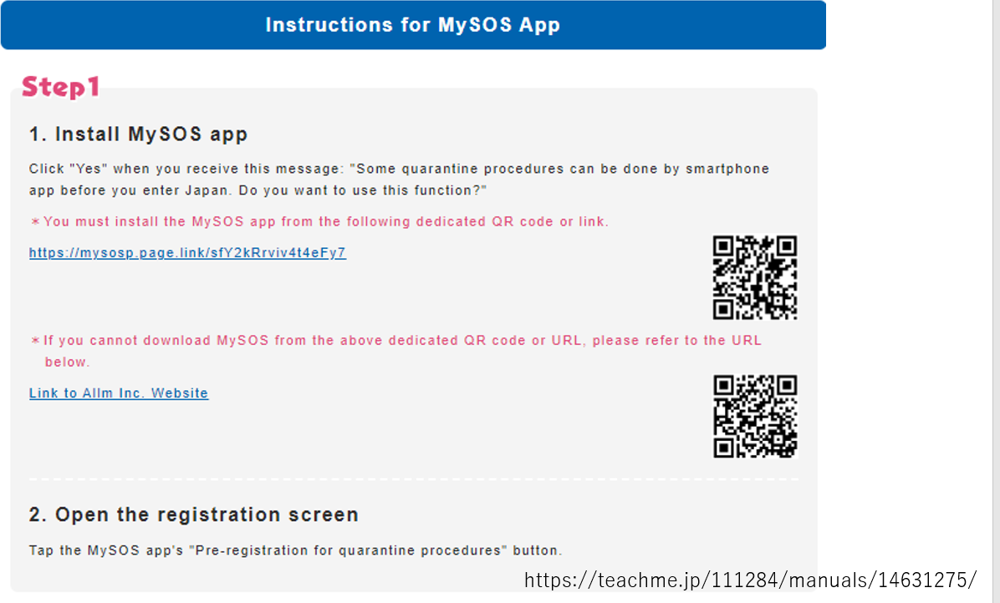 Instructions for MySOS App
Step1
1. Install MySOS app
Click "Yes" when you receive this message: "Some quarantine procedures can be done by smartphone
app before you enter Japan. Do you want to use this function?"
＊You must install the MySOS app from the following dedicated QR code or link.
https://mysosp.page.link/sfY2kRrviv4t4eFy7
＊If you cannot download MySOS from the above dedicated QR code or URL, please refer to the URL
below.
Link to Allm Inc. Website
2. Open the registration screen
Tap the MySOS app's "Pre-registration for quarantine procedures" button.
https://teachme.jp/111284/manuals/14631275/